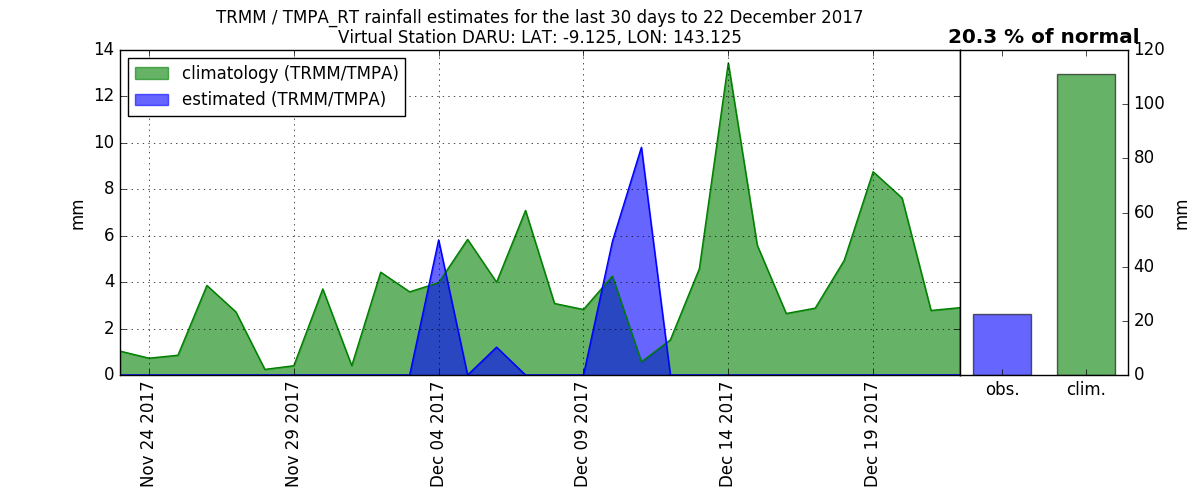 TRMM / TMPA_RT rainfall estimates for the last 30 days to 22 December 2017
Virtual Station DARU: LAT: -9.125, LON: 143.125
20.3 % of normal
climatology (TRMM/TMPA)
estimated (TRMM/TMPA)
14
12
10
8
6
4
2
0
mm
Nov 24 2017
Nov 29 2017
Dec 04 2017
Dec 09 2017
Dec 14 2017
Dec 19 2017
120
100
80
60
40
20
0
mm
obs.
clim.